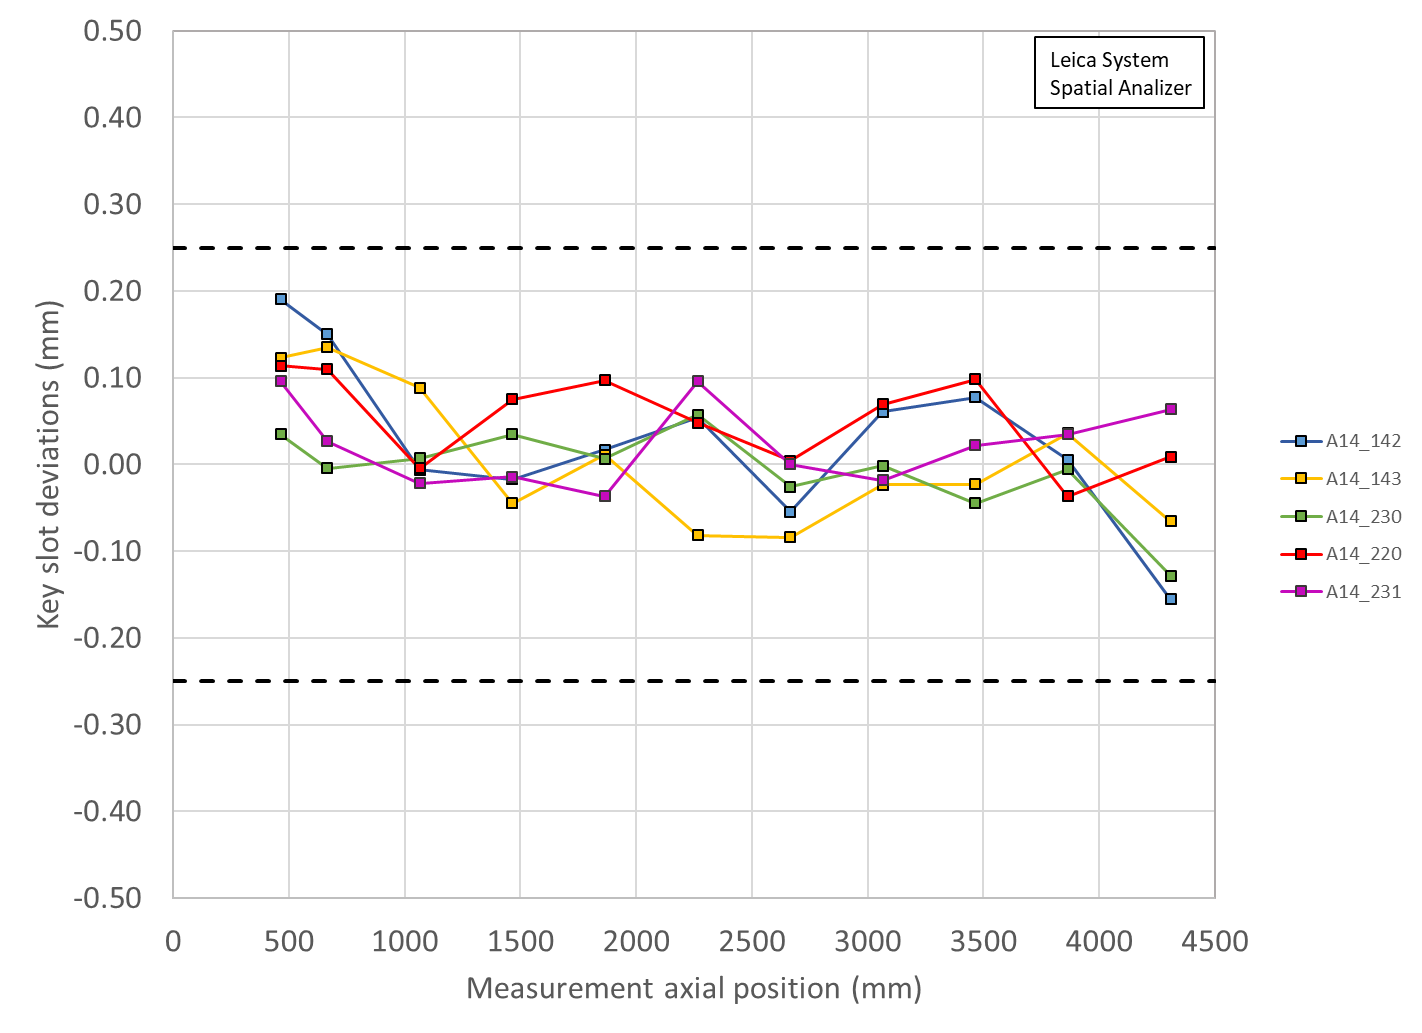 0.50
0.40
0.30
0.20
0.10
0.00
-0.10
-0.20
-0.30
-0.40
-0.50
Key slot deviations (mm)
Leica System
Spatial Analizer
A14_142
A14_143
A14_230
A14_220
A14_231
0 500 1000 1500 2000 2500 3000 3500 4000 4500
Measurement axial position (mm)